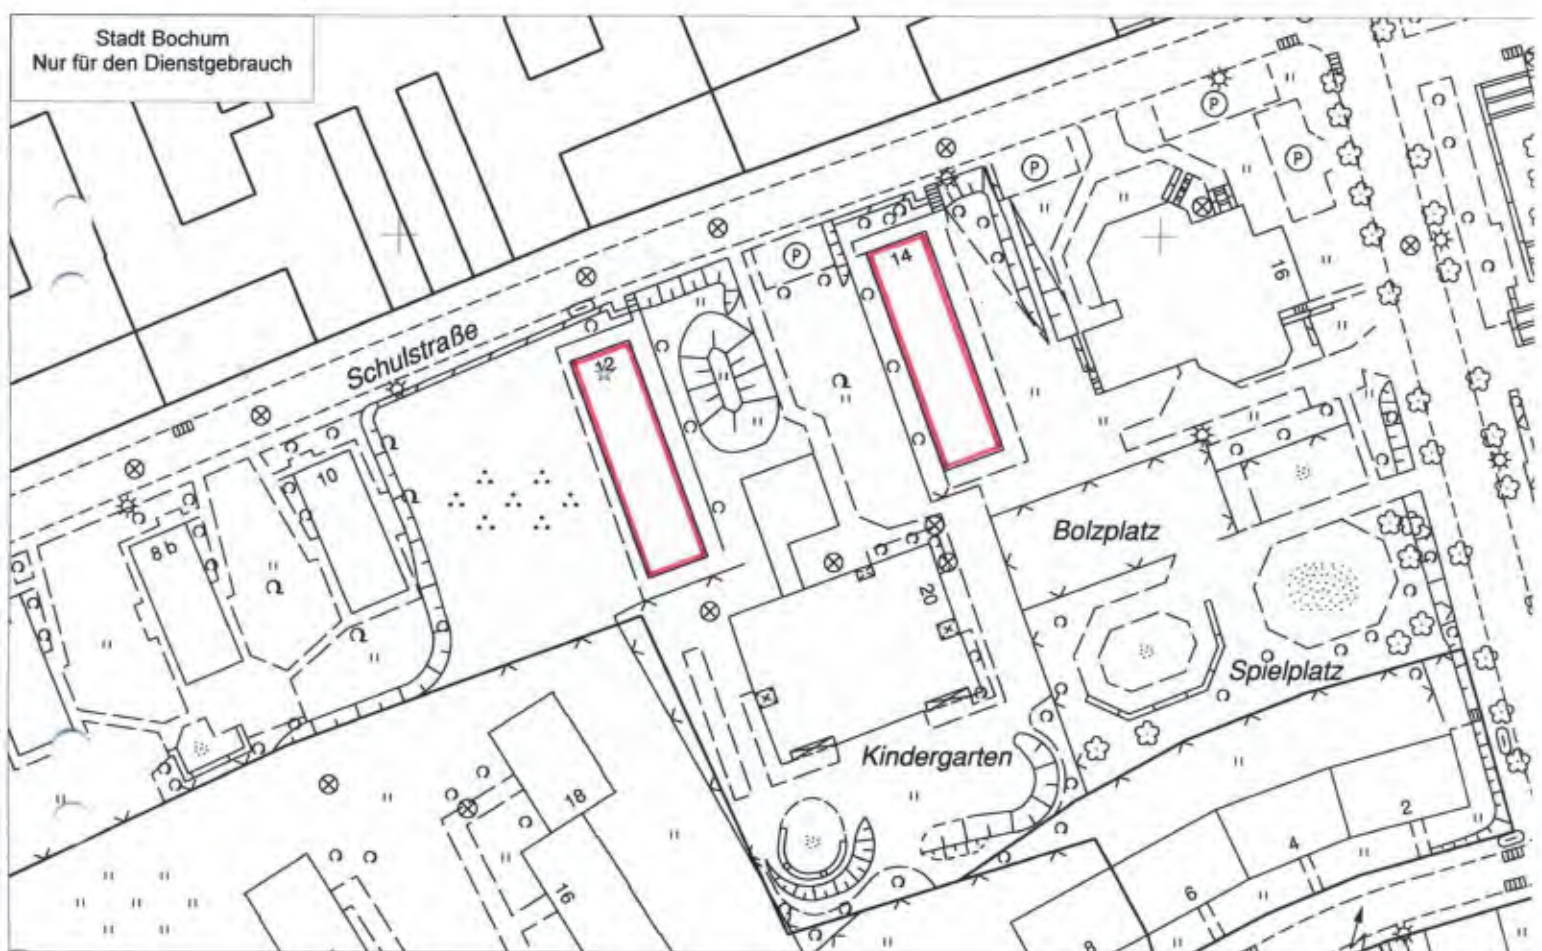 Stadt Bochum
Nur für den Dienstgebrauch
P
P
P
P
14
16
Schulstraße
12
10
8 b
Bolzplatz
20
Spielplatz
Kindergarten
18
16
2
4
6
8